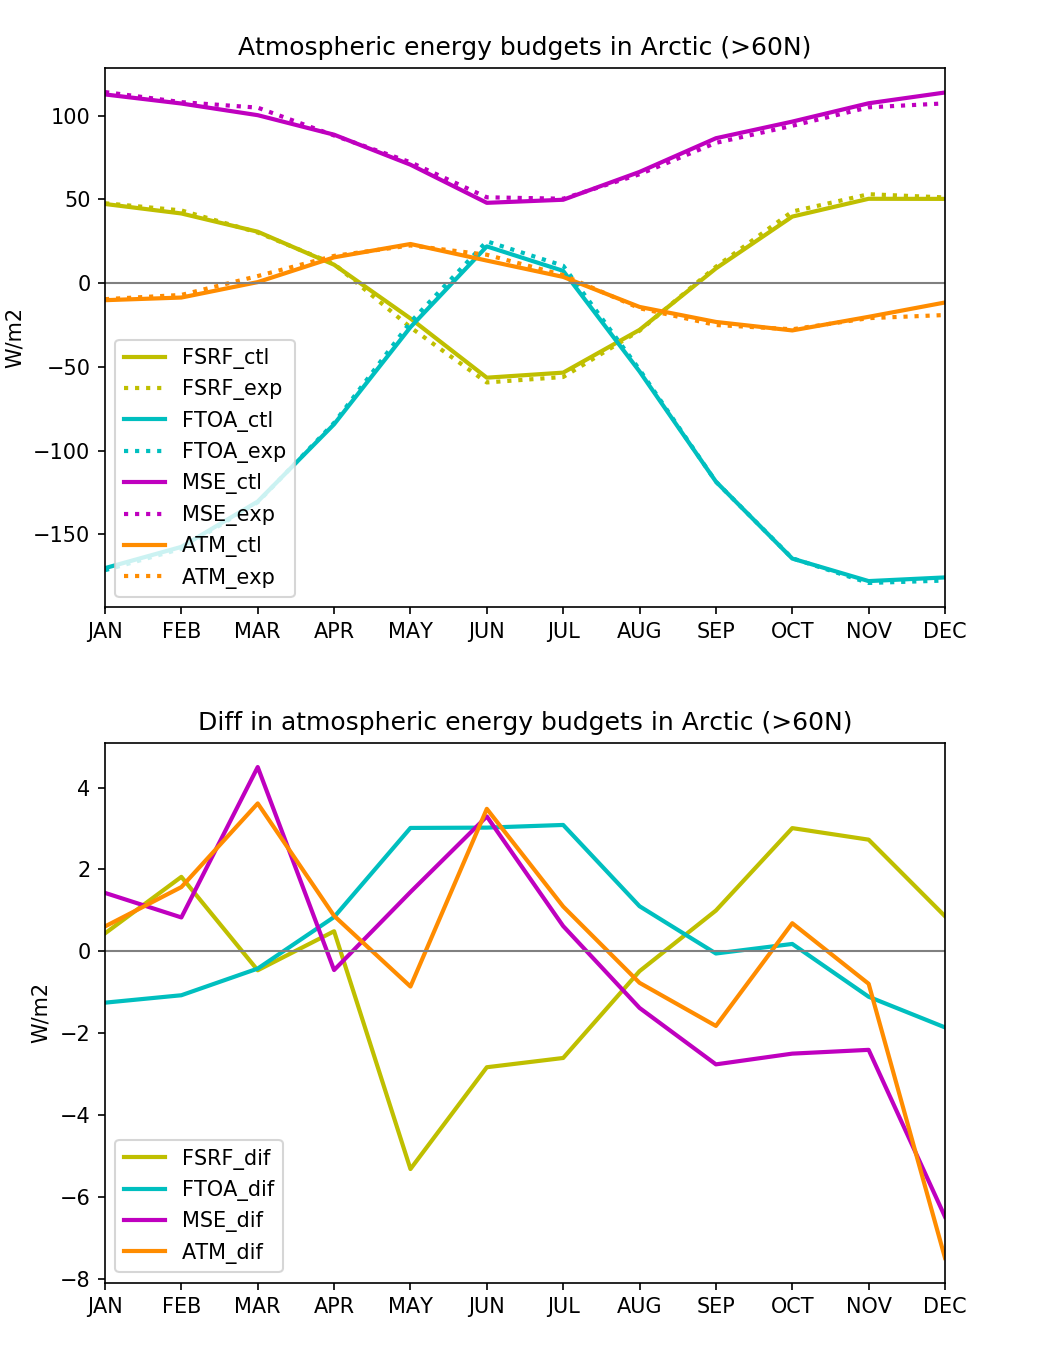 Atmospheric energy budgets in Arctic (>60N)
100
50
0
−50
−100
−150
W/m2
FSRF_ctl
FSRF_exp
FTOA_ctl
FTOA_exp
MSE_ctl
MSE_exp
ATM_ctl
ATM_exp
JAN FEB MAR APR MAY JUN JUL AUG SEP OCT NOV DEC
Diff in atmospheric energy budgets in Arctic (>60N)
4
2
0
−2
−4
−6
−8
W/m2
FSRF_dif
FTOA_dif
MSE_dif
ATM_dif
JAN FEB MAR APR MAY JUN JUL AUG SEP OCT NOV DEC